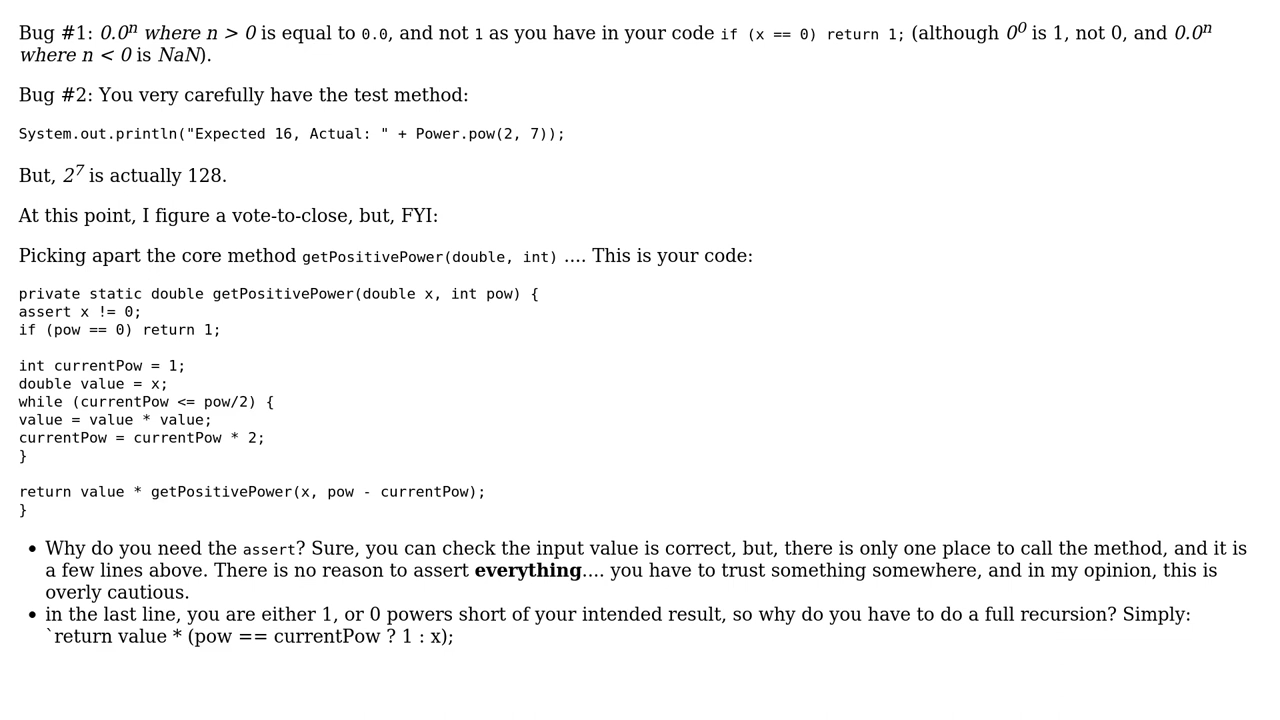 Bug #1: 0.0n where n > 0 is equal to 0.0, and not 1 as you have in your code if (x == 0) return 1; (although 00 is 1, not 0, and 0.0n
where n < 0 is NaN).
Bug #2: You very carefully have the test method:
System.out.println("Expected 16, Actual: " + Power.pow(2, 7));
But, 27 is actually 128.
At this point, I figure a vote-to-close, but, FYI:
Picking apart the core method getPositivePower(double, int) .... This is your code:
private static double getPositivePower(double x, int pow) {
assert x != 0;
if (pow == 0) return 1;
int currentPow = 1;
double value = x;
while (currentPow <= pow/2) {
value = value * value;
currentPow = currentPow * 2;
}
return value * getPositivePower(x, pow - currentPow);
}
• Why do you need the assert? Sure, you can check the input value is correct, but, there is only one place to call the method, and it is
a few lines above. There is no reason to assert everything.... you have to trust something somewhere, and in my opinion, this is
overly cautious.
• in the last line, you are either 1, or 0 powers short of your intended result, so why do you have to do a full recursion? Simply:
`return value * (pow == currentPow ? 1 : x);